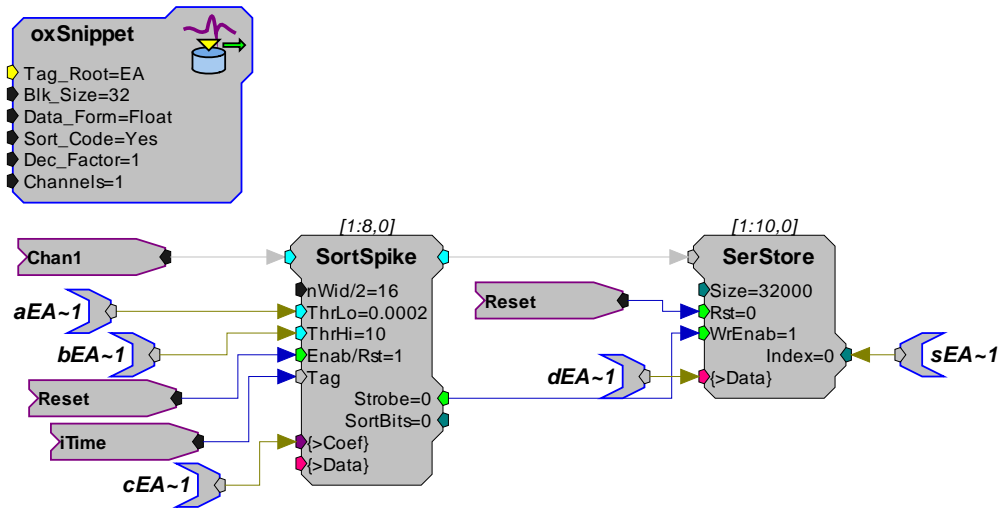 oxSnippet
Tag_Root=EA
Blk_Size=32
Data_Form=Float
Sort_Code=Yes
Dec_Factor=1
Channels=1
[1:8,0]
SortSpike
Chan1
nWid/2=16
aEA~1
ThrLo=0.0002
bEA~1
ThrHi=10
Enab/Rst=1
Reset
Tag
iTime
Strobe=0
SortBits=0
{>Coef}
cEA~1
{>Data}
[1:10,0]
SerStore
Size=32000
Reset
Rst=0
WrEnab=1
Index=0
sEA~1
dEA~1
{>Data}